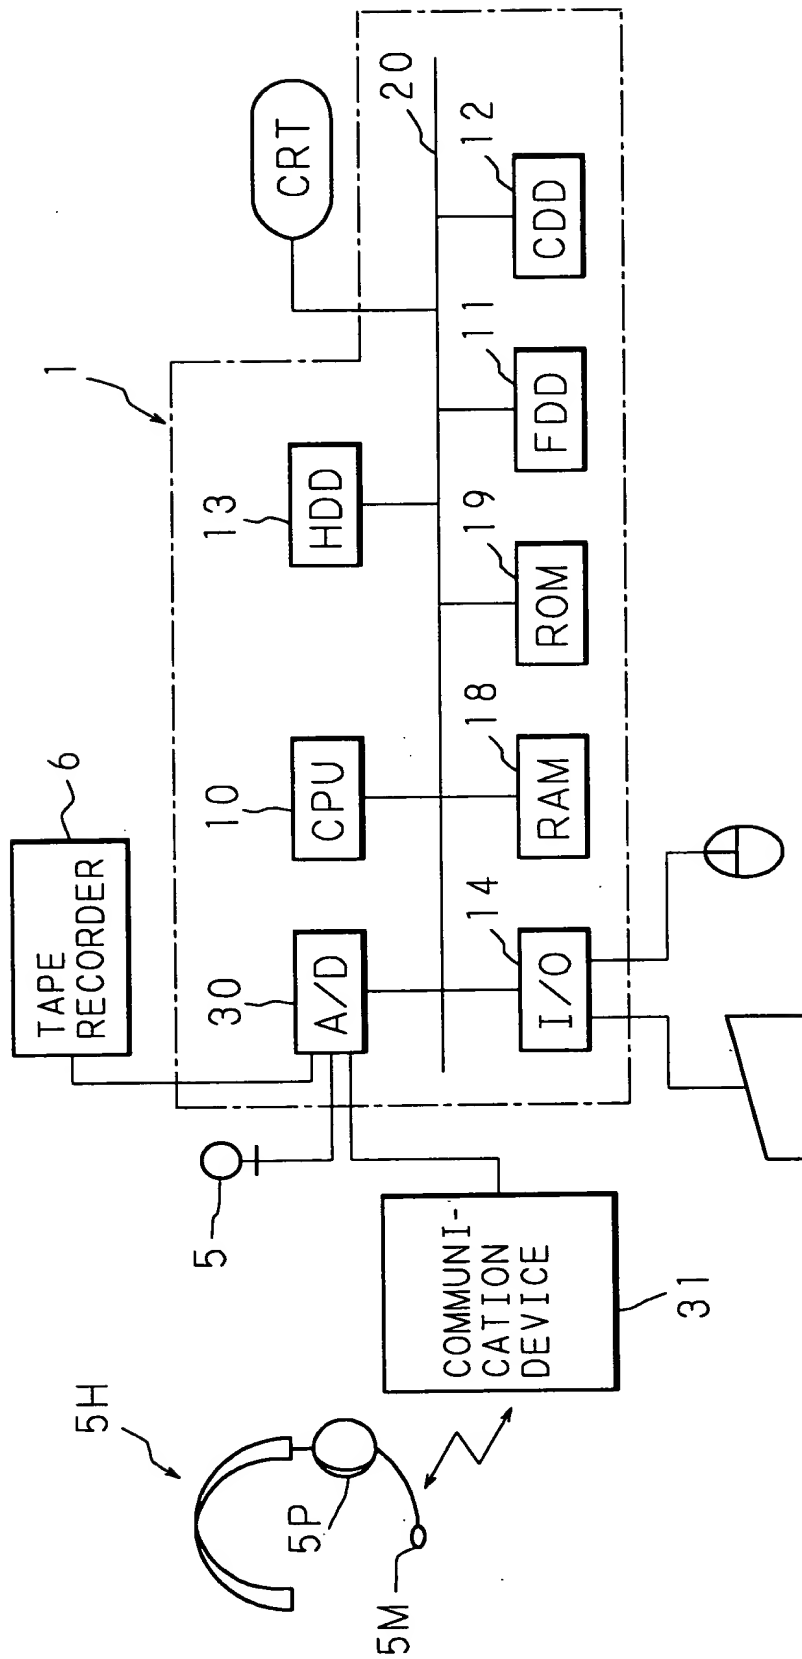 TAPE
RECORDER
6
1
CRT
30
A/D
10
CPU
13
HDD
20
5
14
I/O
18
RAM
19
ROM
11
FDD
12
CDD
5H
5P
5M
COMMUNI-
CATION
DEVICE
31